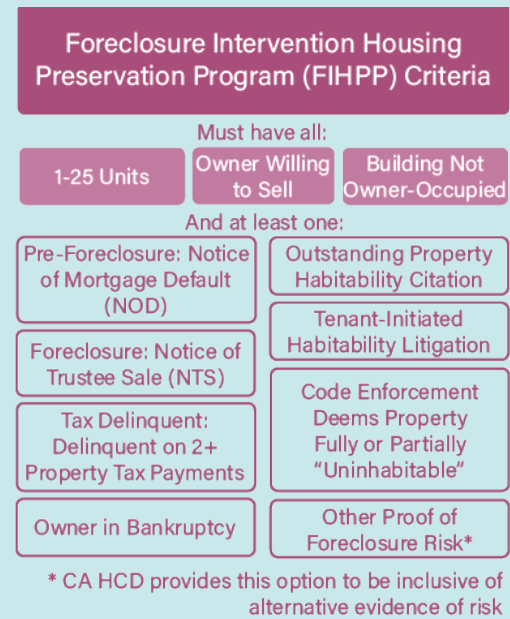 Foreclosure Intervention Housing
Preservation Program (FIHPP) Criteria
Must have all:
1-25 Units
Owner Willing
to Sell
Building Not
Owner-Occupied
And at least one:
Pre-Foreclosure: Notice
of Mortgage Default
(NOD)
Foreclosure: Notice of
Trustee Sale (NTS)
Tax Delinquent:
Delinquent on 2+
Property Tax Payments
Owner in Bankruptcy
Outstanding Property
Habitability Citation
Tenant-Initiated
Habitability Litigation
Code Enforcement
Deems Property
Fully or Partially
“Uninhabitable”
Other Proof of
Foreclosure Risk*
* CA HCD provides this option to be inclusive of
alternative evidence of risk